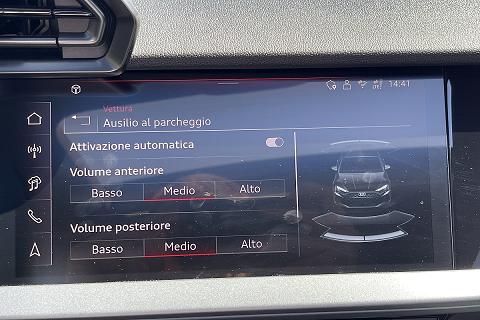 14:41
Vettura
Ausilio al parcheggio
Attivazione automatica
Volume anteriore
Basso Medio Alto
Volume posteriore
Basso Medio Alto